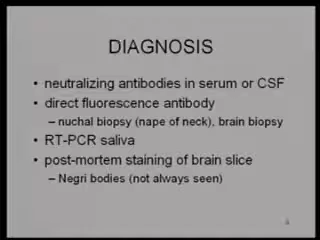 DIAGNOSIS
• neutralizing antibodies in serum or CSF
• direct fluorescence antibody
– nuchal biopsy (nape of neck), brain biopsy
• RT-PCR saliva
• post-mortem staining of brain slice
– Negri bodies (not always seen)